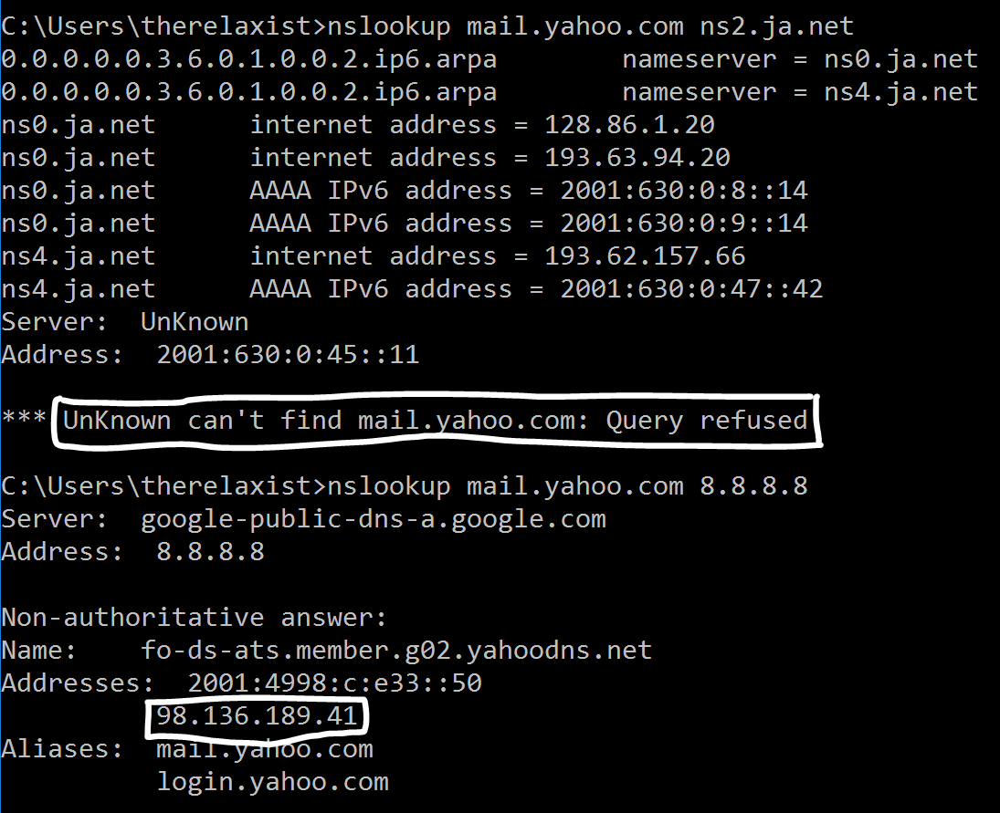 C:\Users\therelaxist>nslookup mail.yahoo.com ns2.ja.net
0.0.0.0.0.3.6.0.1.0.0.2.ip6.arpa        nameserver = ns0.ja.net
0.0.0.0.0.3.6.0.1.0.0.2.ip6.arpa        nameserver = ns4.ja.net
ns0.ja.net      internet address = 128.86.1.20
ns0.ja.net      internet address = 193.63.94.20
ns0.ja.net      AAAA IPv6 address = 2001:630:0:8::14
ns0.ja.net      AAAA IPv6 address = 2001:630:0:9::14
ns4.ja.net      internet address = 193.62.157.66
ns4.ja.net      AAAA IPv6 address = 2001:630:0:47::42
Server:  UnKnown
Address:  2001:630:0:45::11
*** UnKnown can't find mail.yahoo.com: Query refused
C:\Users\therelaxist>nslookup mail.yahoo.com 8.8.8.8
Server:  google-public-dns-a.google.com
Address:  8.8.8.8
Non-authoritative answer:
Name:    fo-ds-ats.member.g02.yahoodns.net
Addresses:  2001:4998:c:e33::50
98.136.189.41
Aliases:  mail.yahoo.com
login.yahoo.com